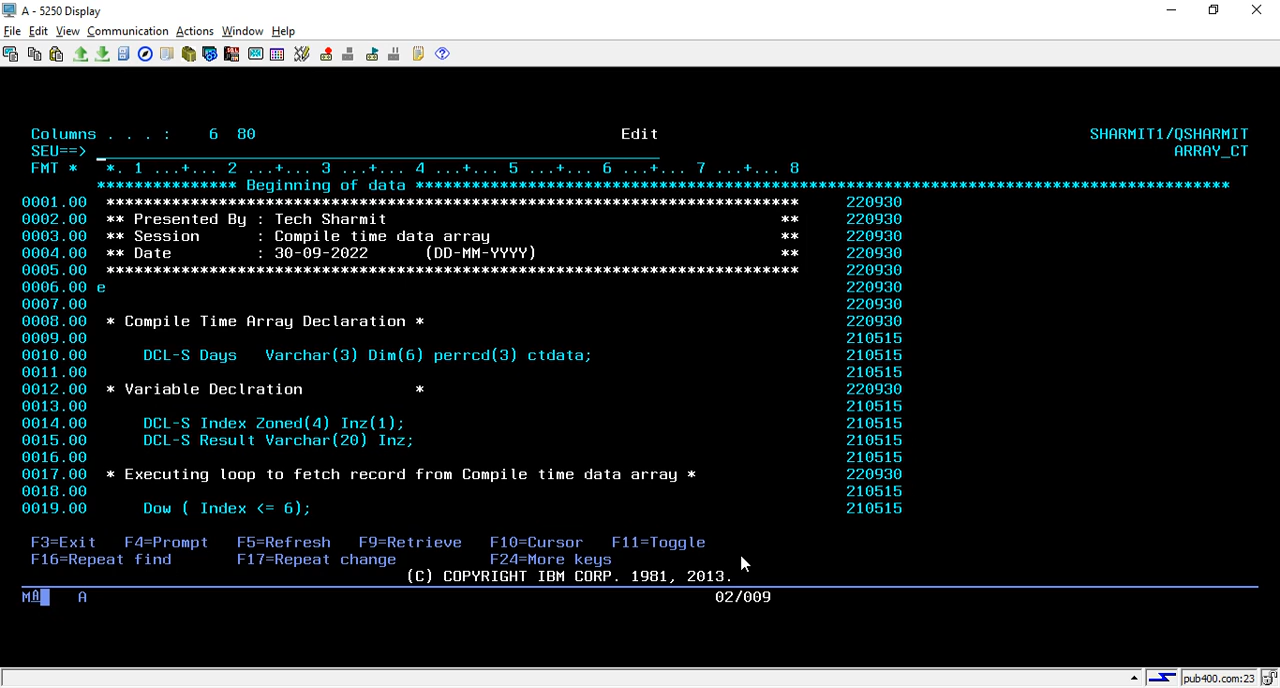 A - 5250 Display
File Edit View Communication Actions Window Help
Columns . . . : 6 80 Edit SHARMIT1/QSHARMIT
SEU==> ARRAY_CT
FMT * *. 1 ...+... 2 ...+... 3 ...+... 4 ...+... 5 ...+... 6 ...+... 7 ...+... 8
*************** Beginning of data ***************************************************************************************
0001.00 ************************************************************************** 220930
0002.00 ** Presented By : Tech Sharmit ** 220930
0003.00 ** Session : Compile time data array ** 220930
0004.00 ** Date : 30-09-2022 (DD-MM-YYYY) ** 220930
0005.00 ************************************************************************** 220930
0006.00 e 220930
0007.00 220930
0008.00 * Compile Time Array Declaration * 220930
0009.00 210515
0010.00 DCL-S Days Varchar(3) Dim(6) perrcd(3) ctdata; 210515
0011.00 210515
0012.00 * Variable Declration * 220930
0013.00 210515
0014.00 DCL-S Index Zoned(4) Inz(1); 210515
0015.00 DCL-S Result Varchar(20) Inz; 210515
0016.00 210515
0017.00 * Executing loop to fetch record from Compile time data array * 220930
0018.00 210515
0019.00 Dow ( Index <= 6); 210515
F3=Exit F4=Prompt F5=Refresh F9=Retrieve F10=Cursor F11=Toggle
F16=Repeat find F17=Repeat change F24=More keys
(C) COPYRIGHT IBM CORP. 1981, 2013.
MA A 02/009
pub400.com:23